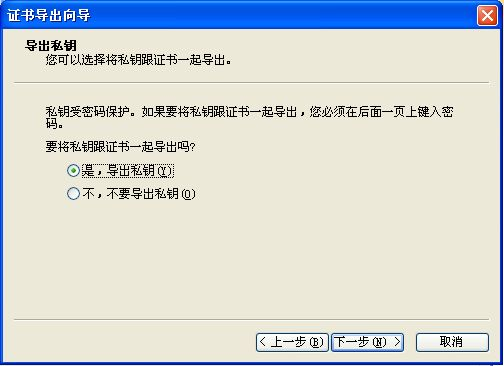 证书导出向导
导出私钥
您可以选择将私钥跟证书一起导出。
私钥受密码保护。如果要将私钥跟证书一起导出，您必须在后面一页上键入密
码。
要将私钥跟证书一起导出吗?
是，导出私钥(Y)
不，不要导出私钥(O)
< 上一步(B) 下一步(N) > 取消